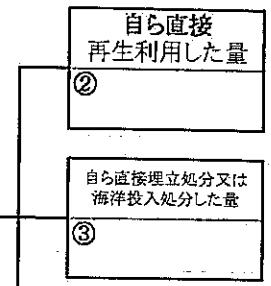 自ら直接
再生利用した量
②
自ら直接埋立処分又は
海洋投入処分した量
③